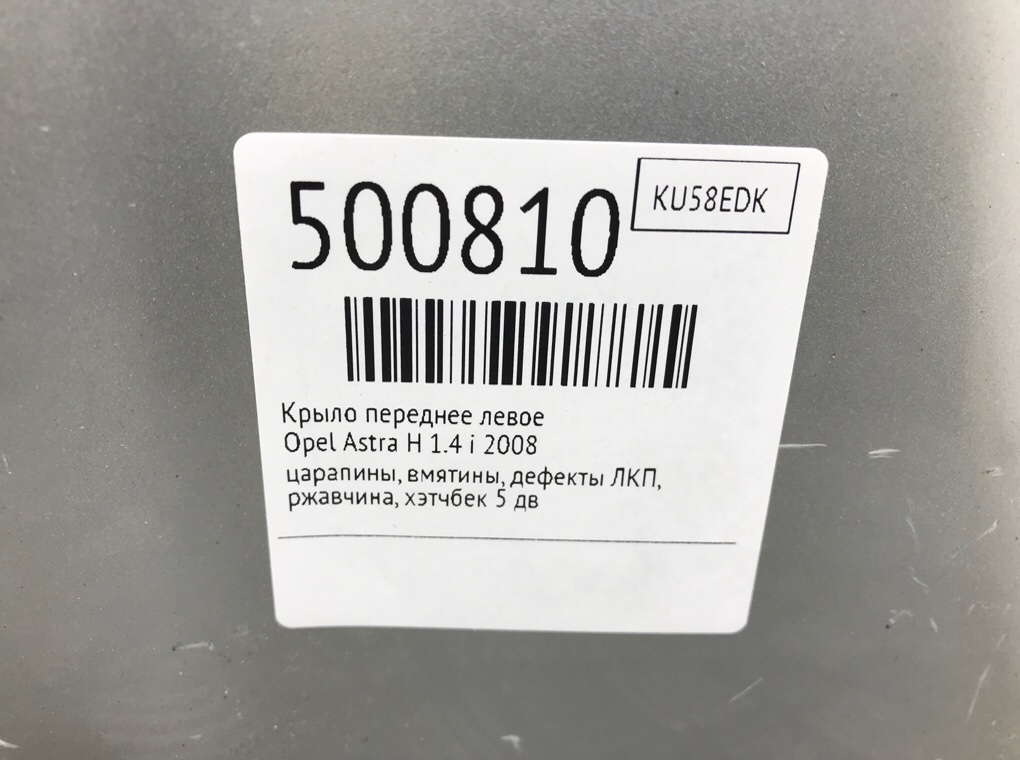 500810
KU58EDK
Крыло переднее левое
Opel Astra H 1.4 i 2008
царапины, вмятины, дефекты ЛКП,
ржавчина, хэтчбек 5 дв